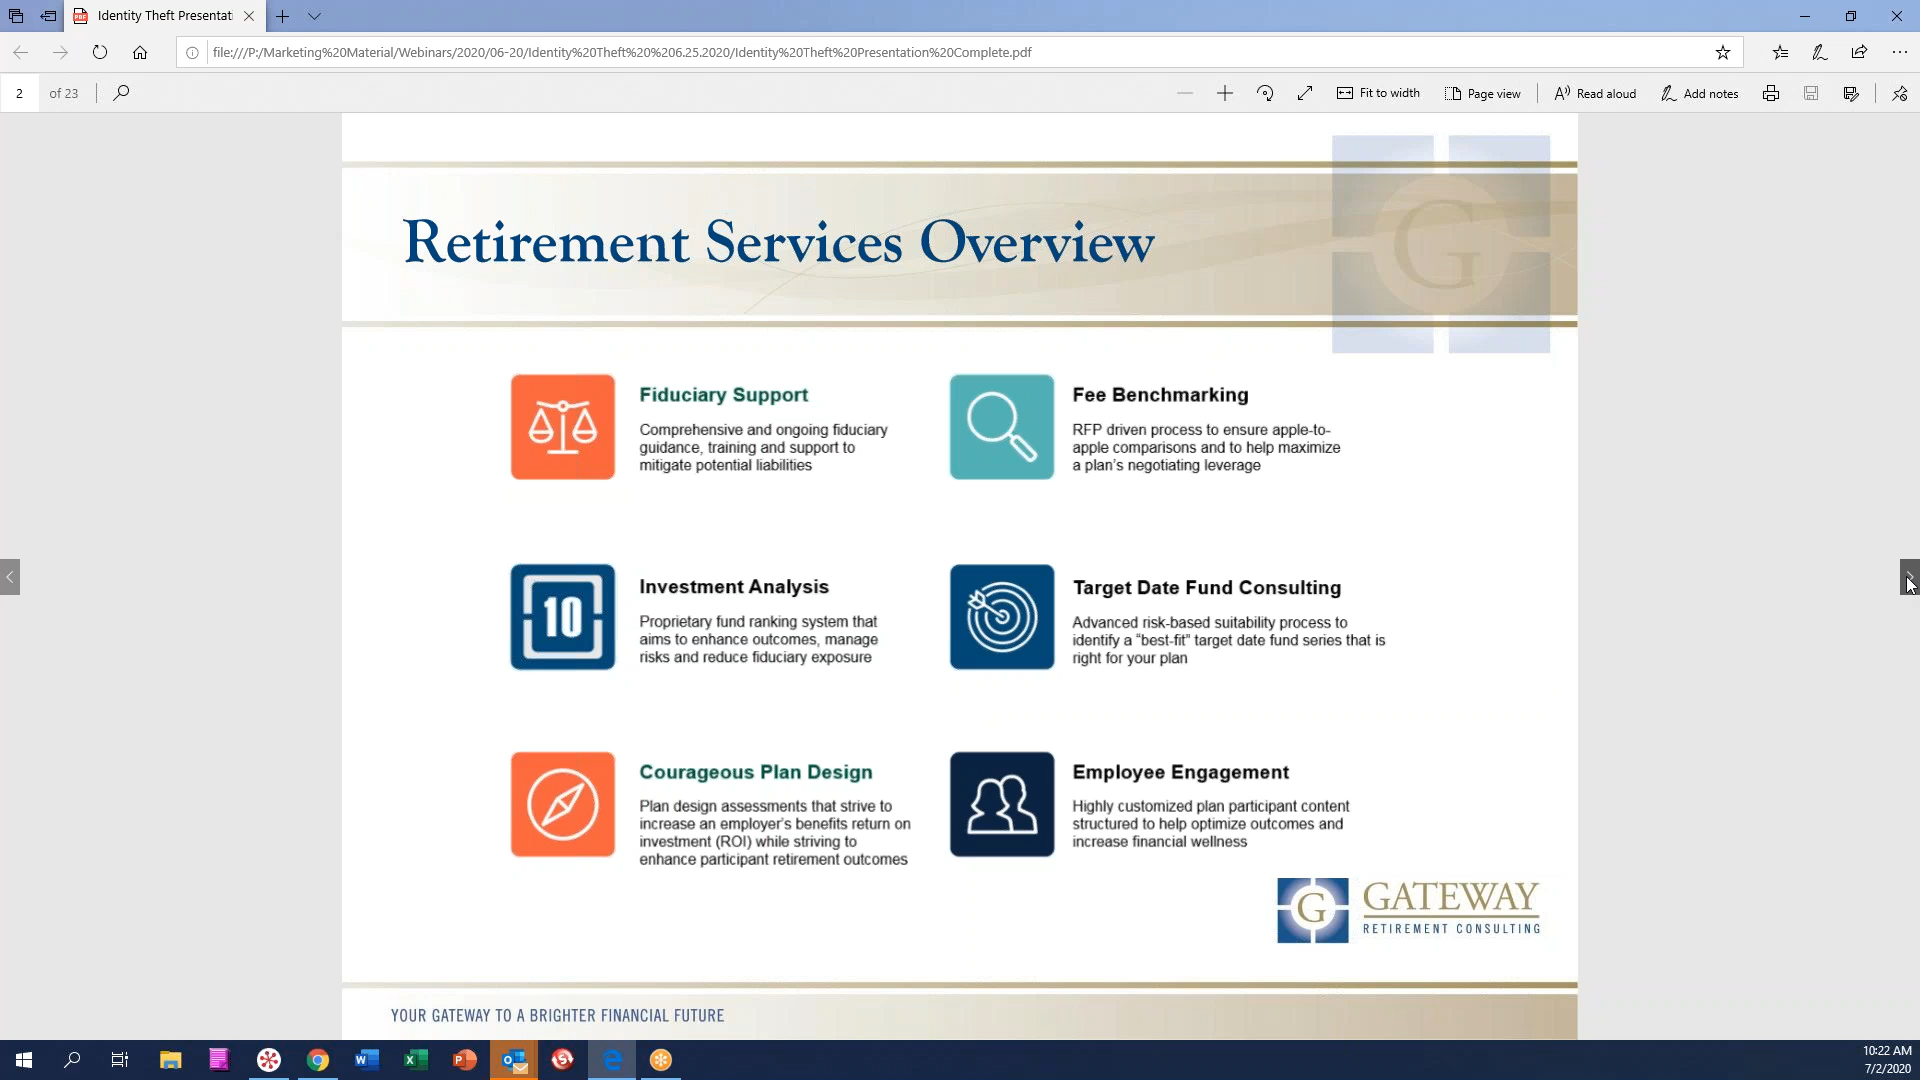 Identity Theft Presentati
file:///P:/Marketing%20Material/Webinars/2020/06-20/Identity%20Theft%20%206.25.2020/Identity%20Theft%20Presentation%20Complete.pdf
2 of 23
Fit to width
Page view
Read aloud
Add notes
G
Retirement Services Overview
Fiduciary Support
Comprehensive and ongoing fiduciary
guidance, training and support to
mitigate potential liabilities
Fee Benchmarking
RFP driven process to ensure apple-to-
apple comparisons and to help maximize
a plan's negotiating leverage
10
Investment Analysis
Proprietary fund ranking system that
aims to enhance outcomes, manage
risks and reduce fiduciary exposure
Target Date Fund Consulting
Advanced risk-based suitability process to
identify a "best-fit" target date fund series that is
right for your plan
Courageous Plan Design
Plan design assessments that strive to
increase an employer's benefits return on
investment (ROI) while striving to
enhance participant retirement outcomes
Employee Engagement
Highly customized plan participant content
structured to help optimize outcomes and
increase financial wellness
G
GATEWAY
RETIREMENT CONSULTING
YOUR GATEWAY TO A BRIGHTER FINANCIAL FUTURE
10:22 AM
7/2/2020